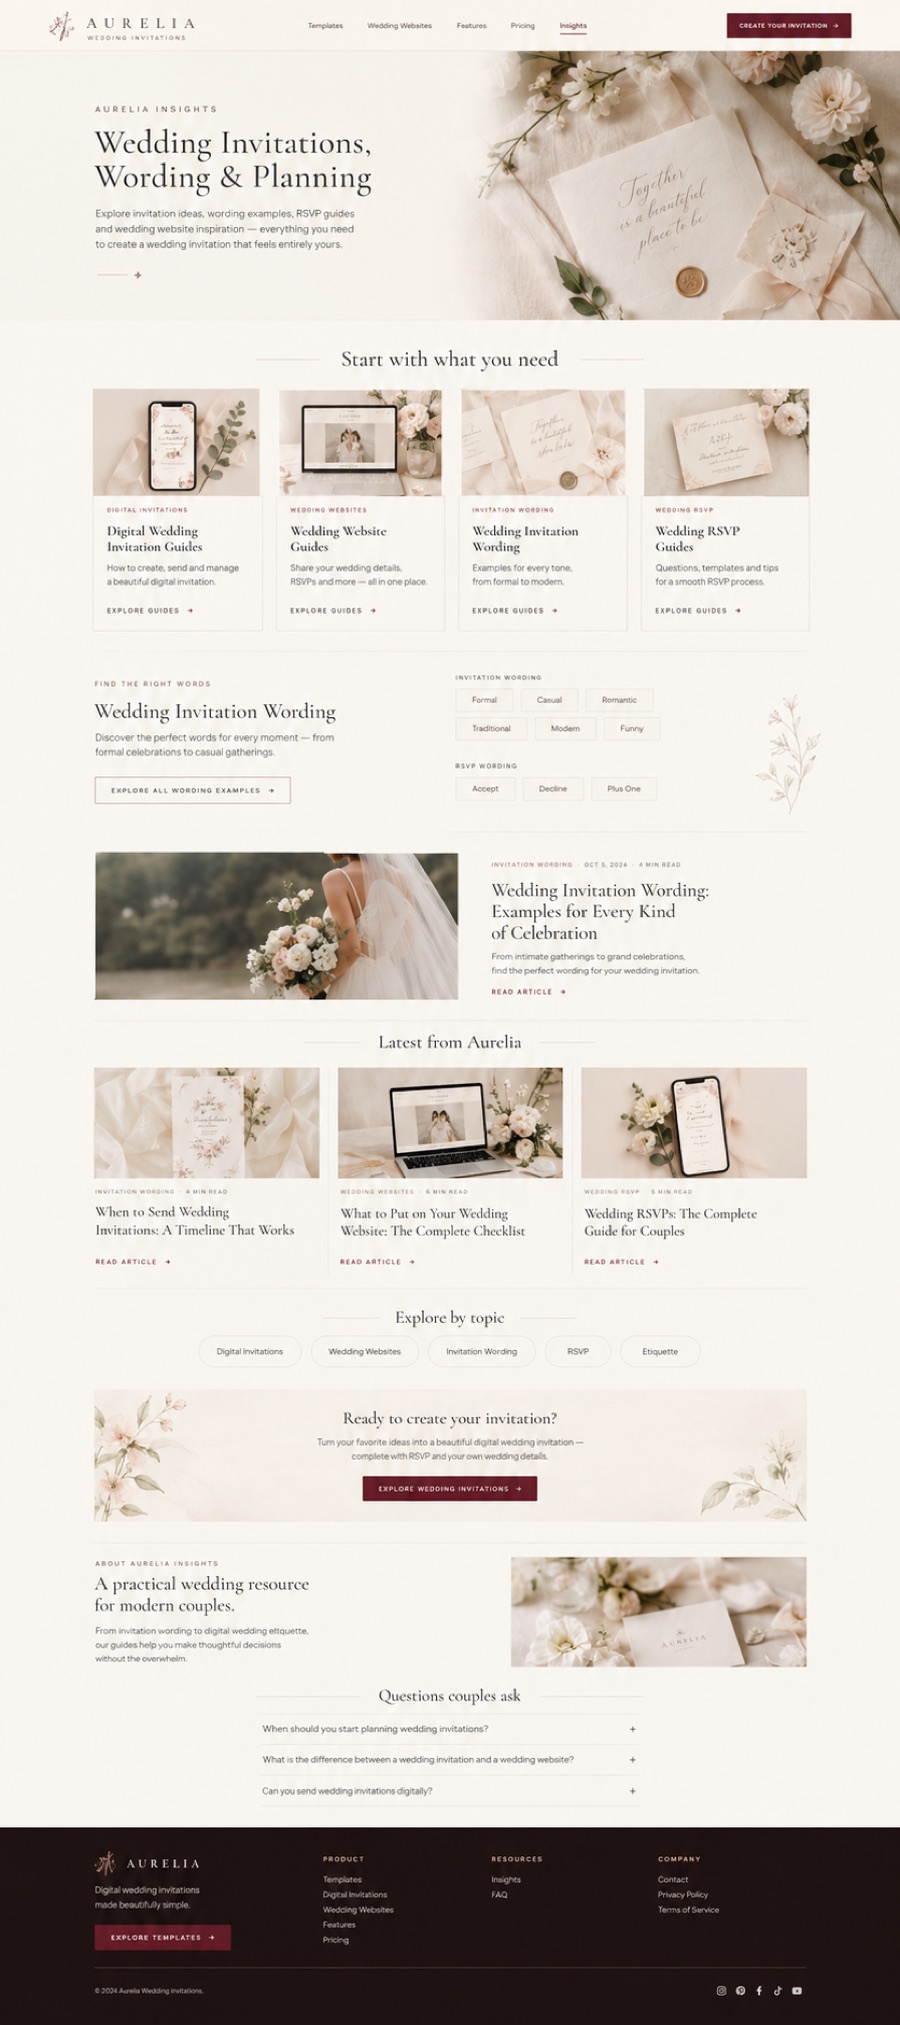 AURELIA
WEDDING INVITATIONS
Templates
Wedding Websites
Features
Pricing
Insights
CREATE YOUR INVITATION →
AURELIA INSIGHTS
Wedding Invitations,
Wording & Planning
Explore invitation ideas, wording examples, RSVP guides
and wedding website inspiration — everything you need
to create a wedding invitation that feels entirely yours.
Together
is a beautiful
place to be
Start with what you need
DIGITAL INVITATIONS
Digital Wedding
Invitation Guides
How to create, send and manage
a beautiful digital invitation.
EXPLORE GUIDES →
WEDDING WEBSITES
Wedding Website
Guides
Share your wedding details,
RSVPs and more — all in one place.
EXPLORE GUIDES →
Together
INVITATION WORDING
Wedding Invitation
Wording
Examples for every tone,
from formal to modern.
EXPLORE GUIDES →
WEDDING RSVP
Wedding RSVP
Guides
Questions, templates and tips
for a smooth RSVP process.
EXPLORE GUIDES →
FIND THE RIGHT WORDS
Wedding Invitation Wording
Discover the perfect words for every moment — from
formal celebrations to casual gatherings.
EXPLORE ALL WORDING EXAMPLES →
INVITATION WORDING
Formal
Casual
Romantic
Traditional
Modern
Funny
RSVP WORDING
Accept
Decline
Plus One
INVITATION WORDING · OCT 5, 2024 · 4 MIN READ
Wedding Invitation Wording:
Examples for Every Kind
of Celebration
From intimate gatherings to grand celebrations,
find the perfect wording for your wedding invitation.
READ ARTICLE →
Latest from Aurelia
INVITATION WORDING · 4 MIN READ
When to Send Wedding
Invitations: A Timeline That Works
READ ARTICLE →
WEDDING WEBSITES · 6 MIN READ
What to Put on Your Wedding
Website: The Complete Checklist
READ ARTICLE →
WEDDING RSVP · 5 MIN READ
Wedding RSVPs: The Complete
Guide for Couples
READ ARTICLE →
Explore by topic
Digital Invitations
Wedding Websites
Invitation Wording
RSVP
Etiquette
Ready to create your invitation?
Turn your favorite ideas into a beautiful digital wedding invitation —
complete with RSVP and your own wedding details.
EXPLORE WEDDING INVITATIONS →
ABOUT AURELIA INSIGHTS
A practical wedding resource
for modern couples.
From invitation wording to digital wedding etiquette,
our guides help you make thoughtful decisions
without the overwhelm.
AURELIA
Questions couples ask
When should you start planning wedding invitations? +
What is the difference between a wedding invitation and a wedding website? +
Can you send wedding invitations digitally? +
AURELIA
Digital wedding invitations
made beautifully simple.
EXPLORE TEMPLATES →
PRODUCT
Templates
Digital Invitations
Wedding Websites
Features
Pricing
RESOURCES
Insights
FAQ
COMPANY
Contact
Privacy Policy
Terms of Service
© 2024 Aurelia Wedding Invitations.